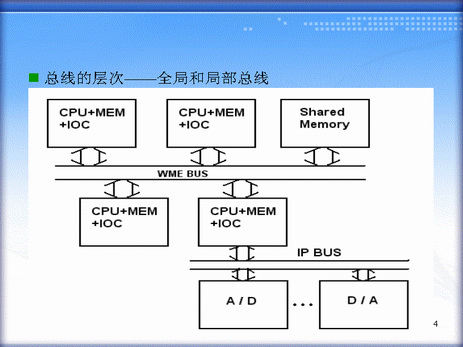 总线的层次——全局和局部总线
CPU+MEM
+IOC
CPU+MEM
+IOC
Shared
Memory
WME BUS
CPU+MEM
+IOC
CPU+MEM
+IOC
IP BUS
A / D
...
D / A
4